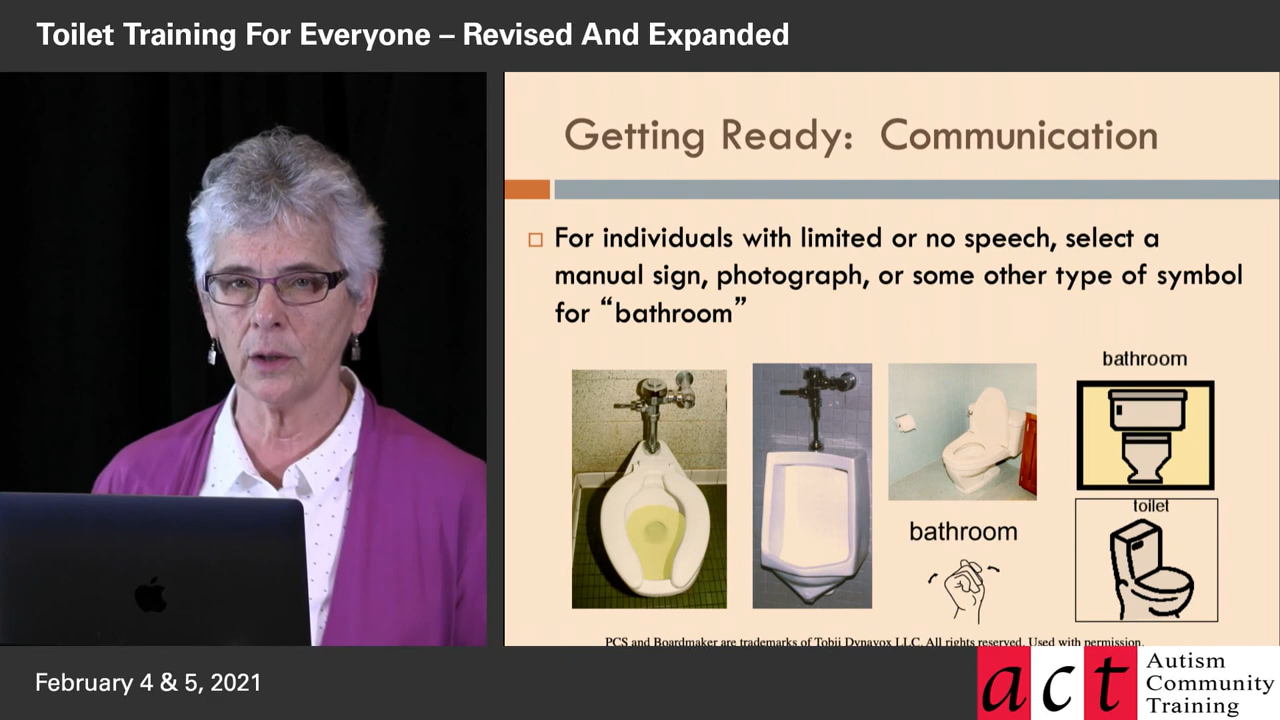 Toilet Training For Everyone – Revised And Expanded
Getting Ready: Communication
For individuals with limited or no speech, select a
manual sign, photograph, or some other type of symbol
for “bathroom”
bathroom
toilet
bathroom
PCS and Boardmaker are trademarks of Tobii Dynavox LLC. All rights reserved. Used with permission.
February 4 & 5, 2021
act
Autism
Community
Training